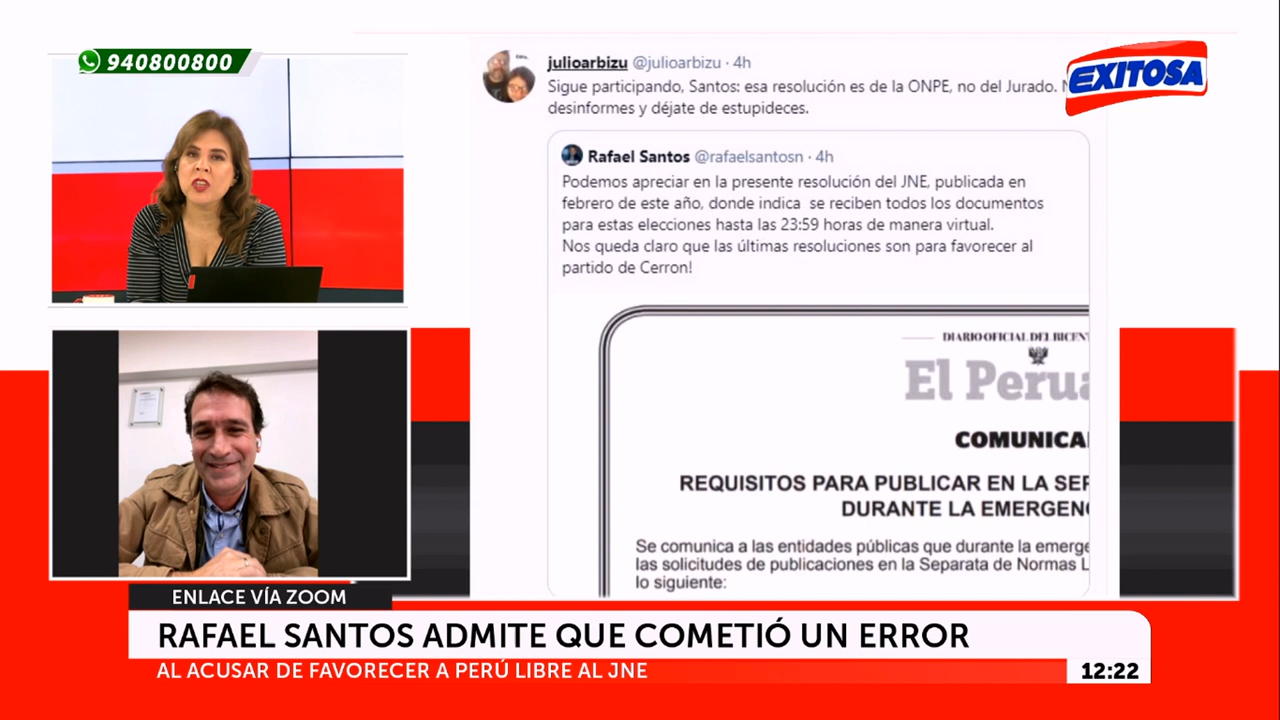 940800800
EXITOSA
julioarbizu @julioarbizu · 4h
Sigue participando, Santos: esa resolución es de la ONPE, no del Jurado.
desinformes y déjate de estupideces.
Rafael Santos @rafaelsantosn · 4h
Podemos apreciar en la presente resolución del JNE, publicada en
febrero de este año, donde indica se reciben todos los documentos
para estas elecciones hasta las 23:59 horas de manera virtual.
Nos queda claro que las últimas resoluciones son para favorecer al
partido de Cerron!
DIARIO OFICIAL DEL BICENT
El Perua
COMUNICA
REQUISITOS PARA PUBLICAR EN LA SEP
DURANTE LA EMERGENC
Se comunica a las entidades públicas que durante la emerge
las solicitudes de publicaciones en la Separata de Normas L
lo siguiente:
ENLACE VÍA ZOOM
RAFAEL SANTOS ADMITE QUE COMETIÓ UN ERROR
AL ACUSAR DE FAVORECER A PERÚ LIBRE AL JNE
12:22